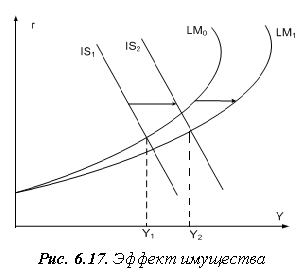 r
IS₁ IS₂ LM₀ LM₁
Y₁ Y₂ Y
Рис. 6.17. Эффект имущества